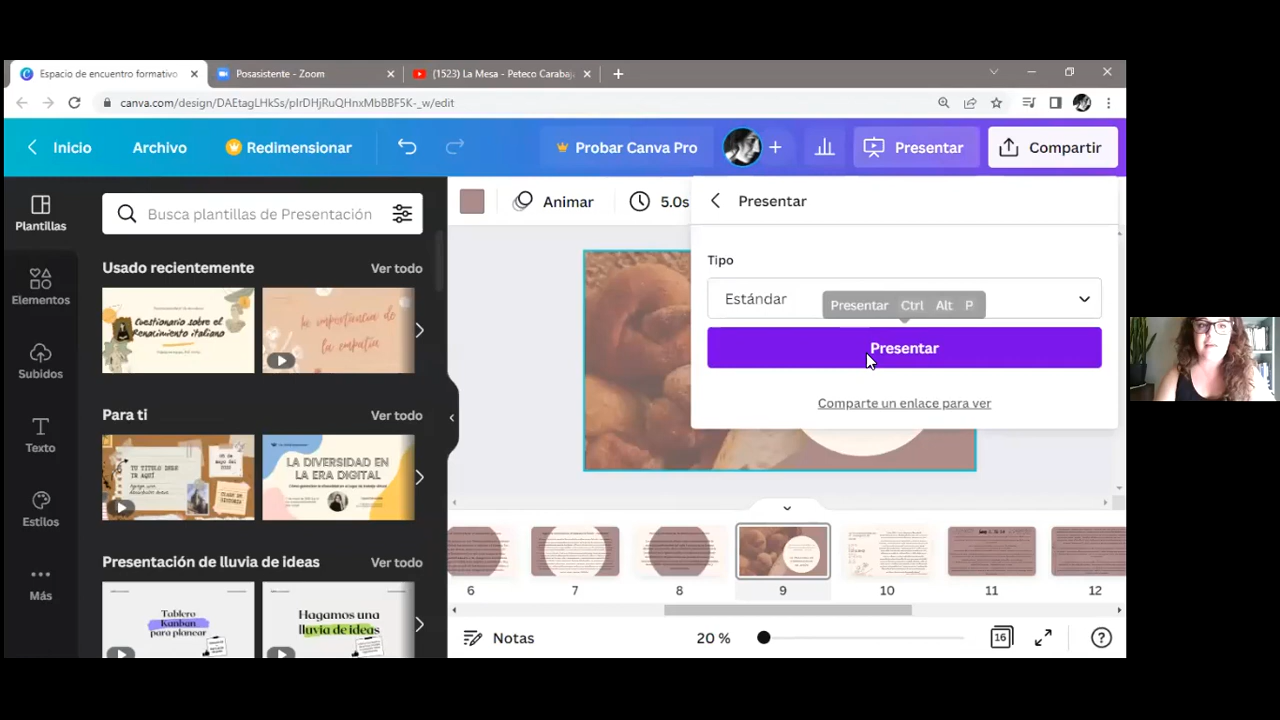 Espacio de encuentro formativo
Posasistente - Zoom
(1523) La Mesa - Peteco Carabaj
canva.com/design/DAEtagLHkSs/pIrDHjRuQHnxMbBBF5K-_w/edit
Inicio
Archivo
Redimensionar
Probar Canva Pro
Presentar
Compartir
Plantillas
Elementos
Subidos
Texto
Estilos
Más
Busca plantillas de Presentación
Usado recientemente
Ver todo
Cuestionario sobre el
Renacimiento italiano
la importancia de
la empatía
Para ti
Ver todo
TU TITULO DEBE
YA AQUÍ
LA DIVERSIDAD EN
LA ERA DIGITAL
Presentación de lluvia de ideas
Ver todo
Tablero
Kanban
para planear
Hagamos una
lluvia de ideas
Animar
5.0s
Presentar
Tipo
Estándar
Presentar Ctrl Alt P
Presentar
Comparte un enlace para ver
6
7
8
9
10
11
12
Notas
20 %
16